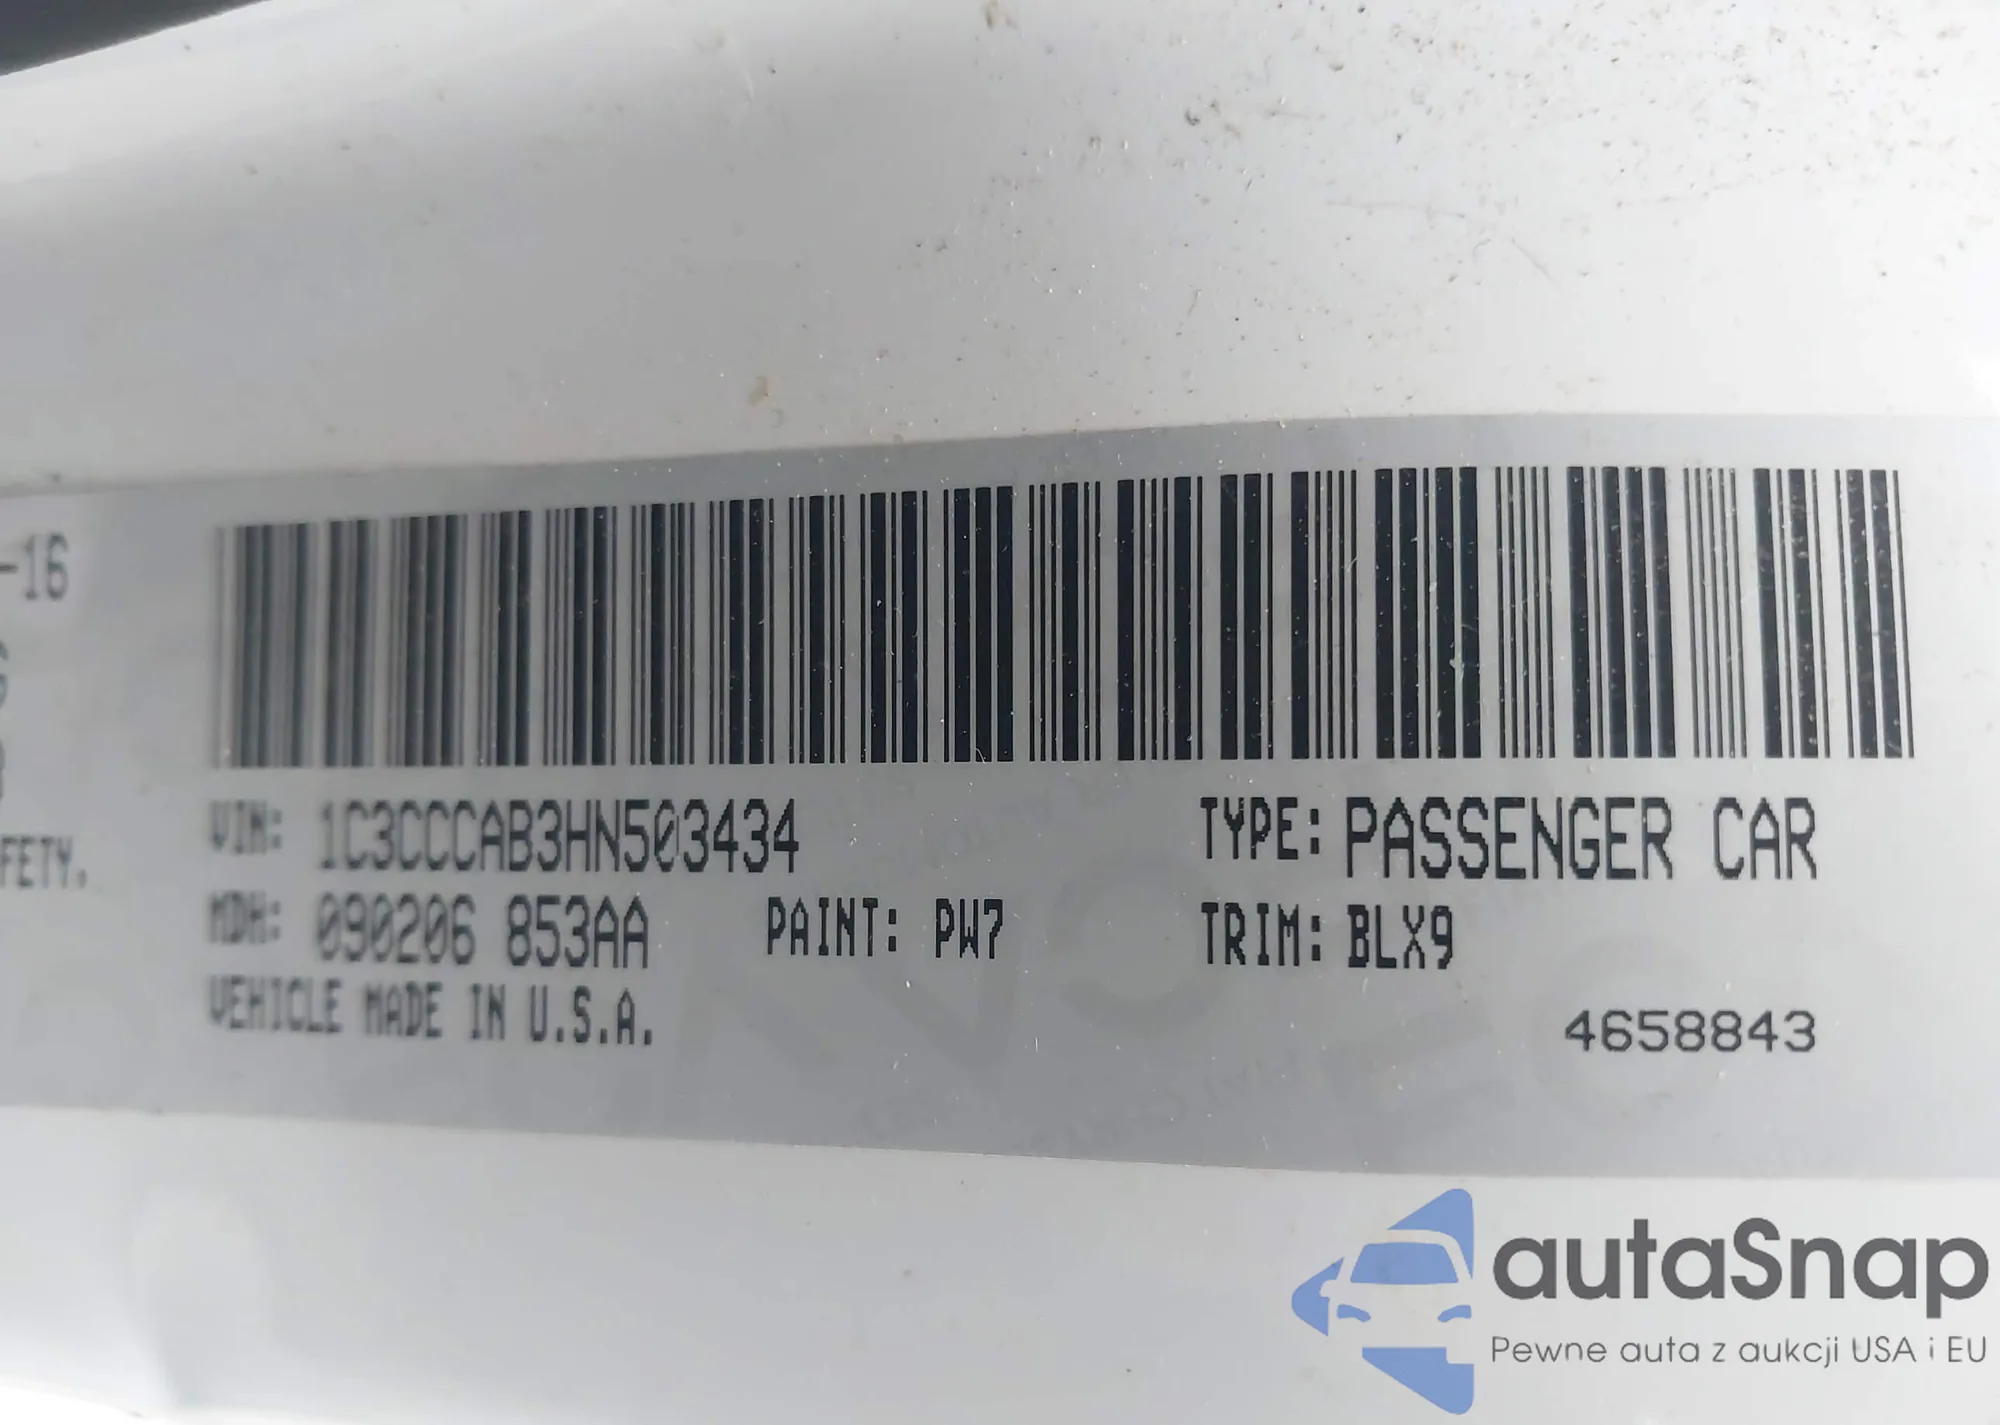 -16
FETY.
VIN: 1C3CCCAB3HN503434
TYPE: PASSENGER CAR
MDH: 090206 853AA
PAINT: PW7
TRIM: BLX9
VEHICLE MADE IN U.S.A.
4658843
autaSnap
Pewne auta z aukcji USA i EU